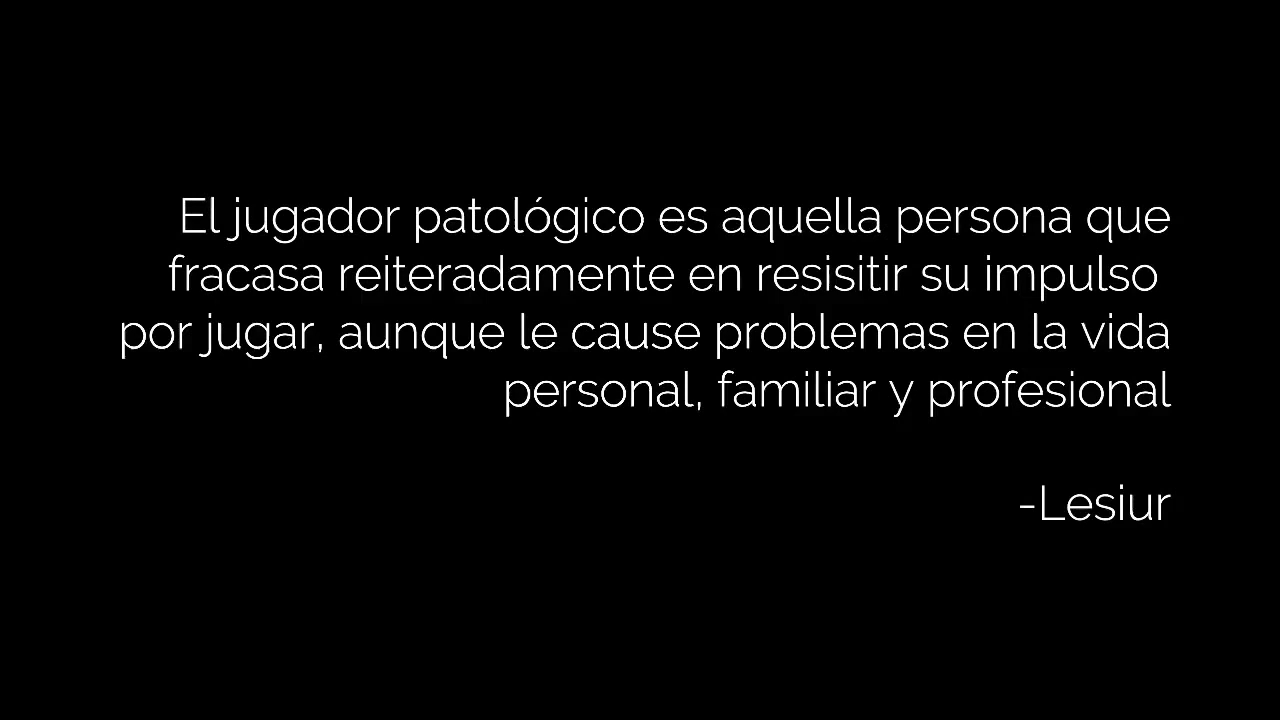 El jugador patológico es aquella persona que
fracasa reiteradamente en resisitir su impulso
por jugar, aunque le cause problemas en la vida
personal, familiar y profesional
-Lesiur